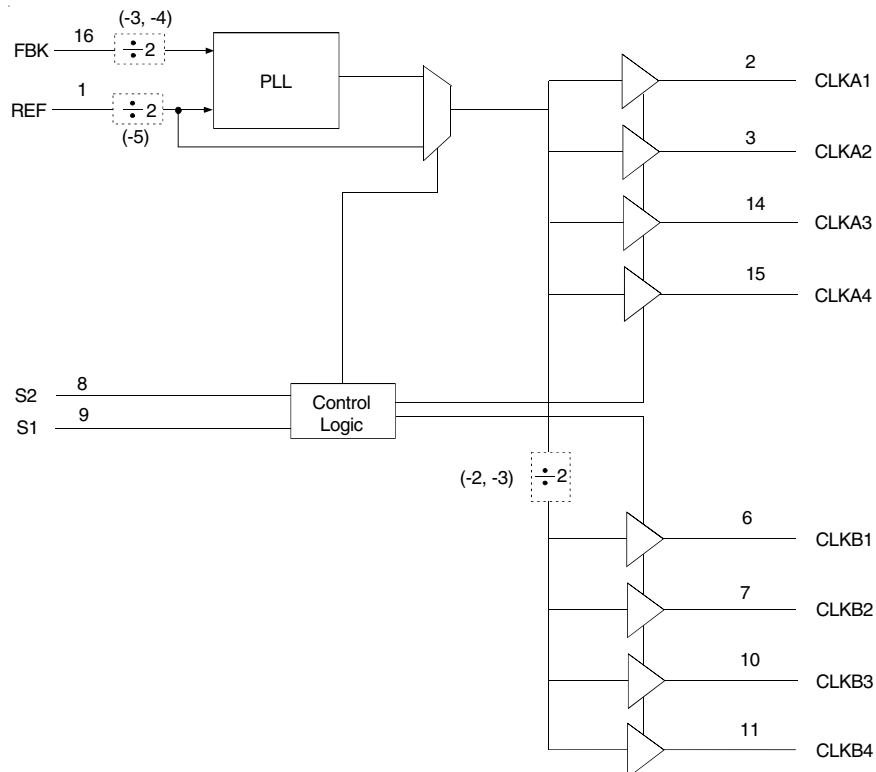 (-3, -4)
FBK 16 ÷2
PLL
REF 1 ÷2
(-5)
2 CLKA1
3 CLKA2
14 CLKA3
15 CLKA4
S2 8
S1 9
Control
Logic
(-2, -3) ÷2
6 CLKB1
7 CLKB2
10 CLKB3
11 CLKB4